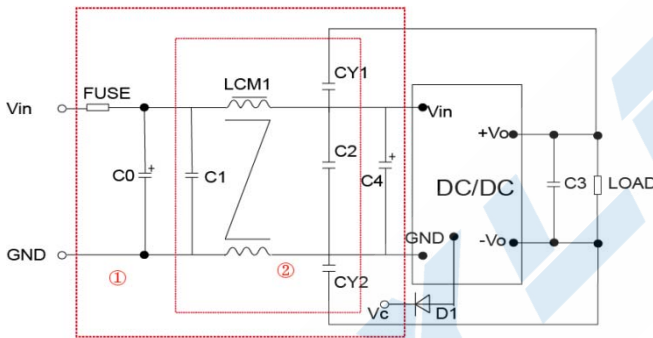 FUSE
LCM1
CY1
Vin
Vin
+Vo
C0
+
C1
C2
+
C4
DC/DC
C3
LOAD
GND
GND
-Vo
①
②
CY2
Vc
D1